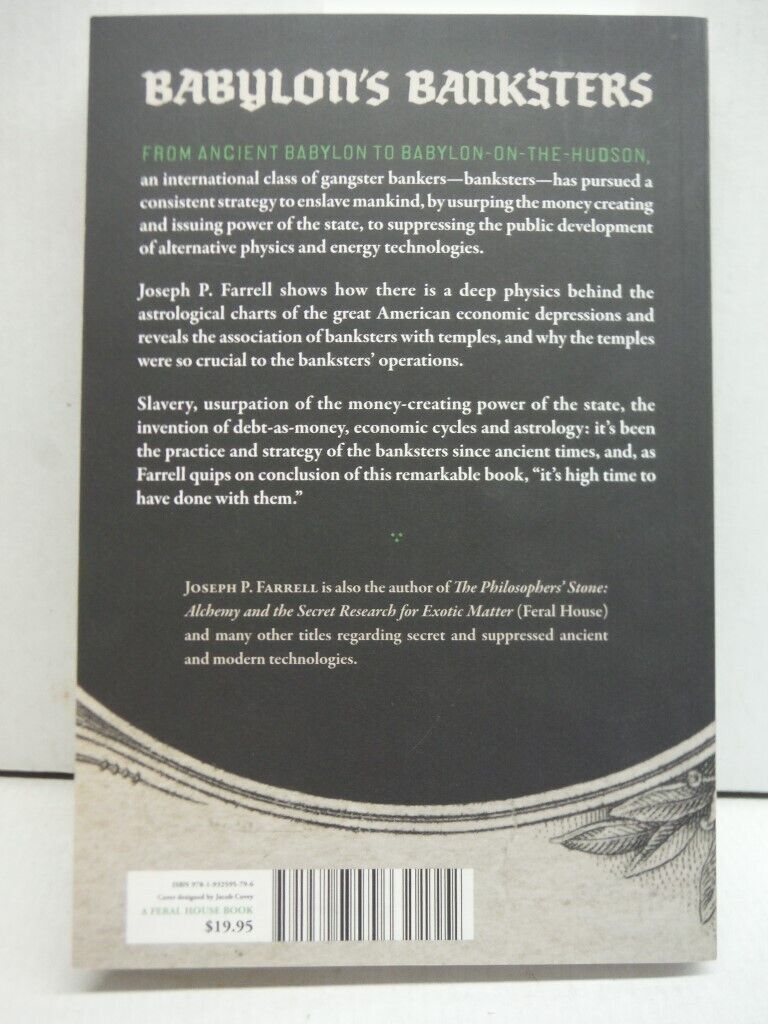 BABYLON'S BANKSTERS
FROM ANCIENT BABYLON TO BABYLON-ON-THE-HUDSON,
an international class of gangster bankers—banksters—has pursued a
consistent strategy to enslave mankind, by usurping the money creating
and issuing power of the state, to suppressing the public development
of alternative physics and energy technologies.
Joseph P. Farrell shows how there is a deep physics behind the
astrological charts of the great American economic depressions and
reveals the association of banksters with temples, and why the temples
were so crucial to the banksters' operations.
Slavery, usurpation of the money-creating power of the state, the
invention of debt-as-money, economic cycles and astrology: it's been
the practice and strategy of the banksters since ancient times, and, as
Farrell quips on conclusion of this remarkable book, “it's high time to
have done with them.”
JOSEPH P. FARRELL is also the author of The Philosophers' Stone:
Alchemy and the Secret Research for Exotic Matter (Feral House)
and many other titles regarding secret and suppressed ancient
and modern technologies.
ISBN 978-1-932595-79-6
Cover designed by Jacob Covey
A FERAL HOUSE BOOK
$19.95